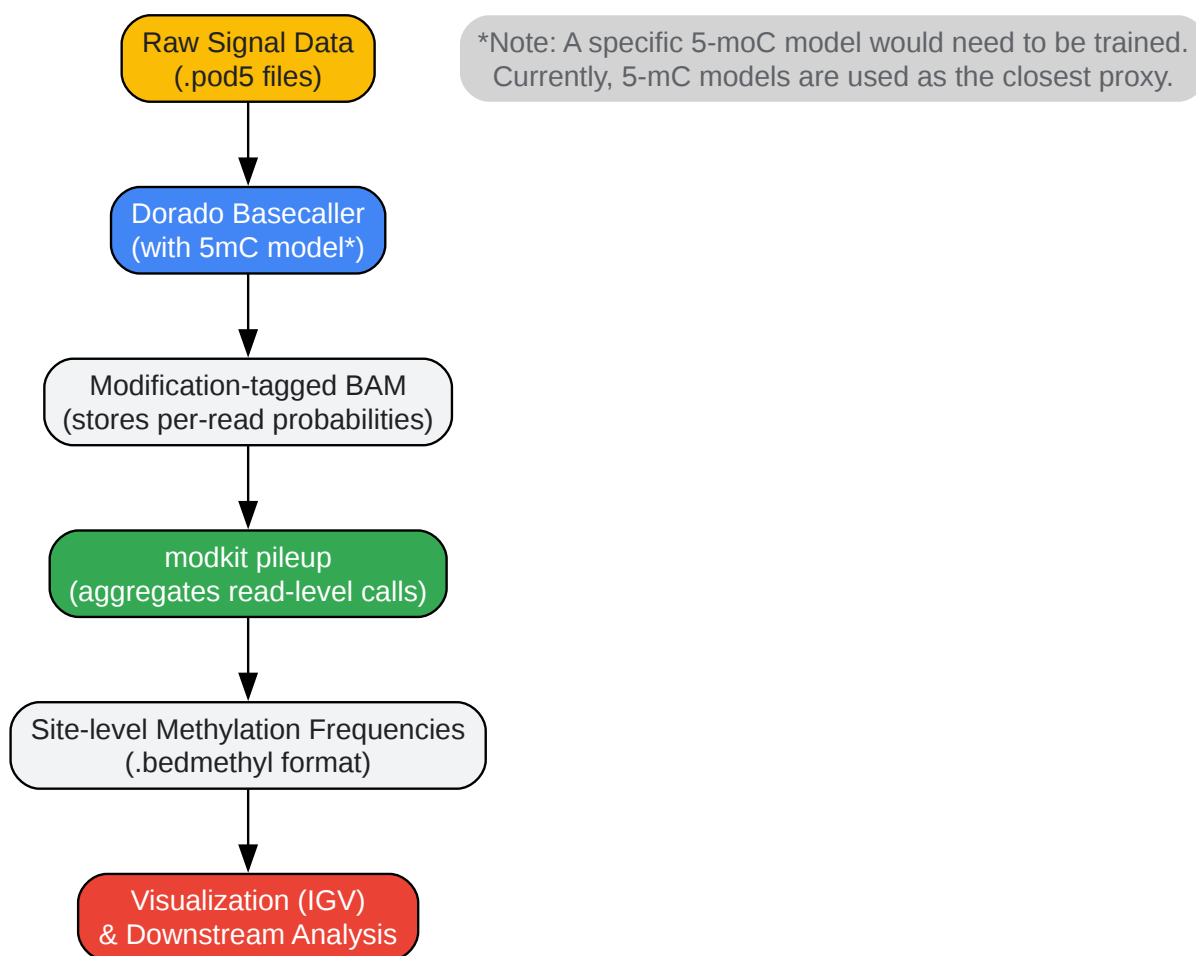 Raw Signal Data
(.pod5 files)
*Note: A specific 5-moC model would need to be trained.
Currently, 5-mC models are used as the closest proxy.
Dorado Basecaller
(with 5mC model*)
Modification-tagged BAM
(stores per-read probabilities)
modkit pileup
(aggregates read-level calls)
Site-level Methylation Frequencies
(.bedmethyl format)
Visualization (IGV)
& Downstream Analysis